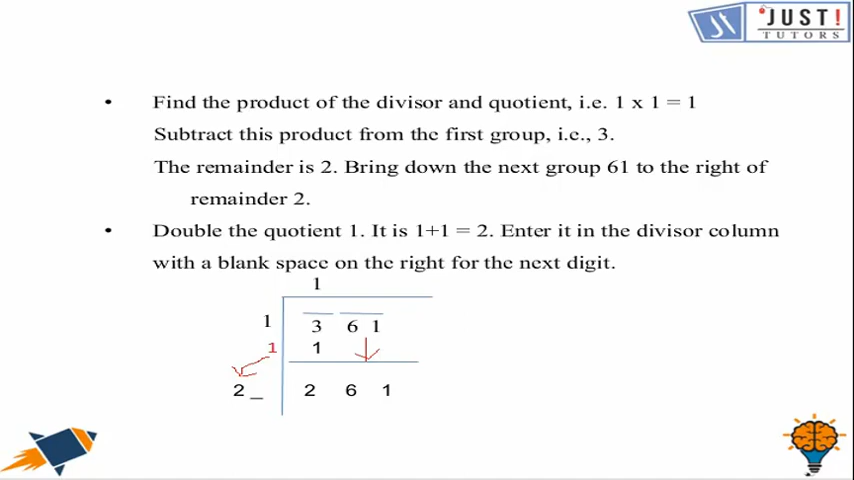 JUST!
TUTORS
• Find the product of the divisor and quotient, i.e. 1 x 1 = 1
Subtract this product from the first group, i.e., 3.
The remainder is 2. Bring down the next group 61 to the right of
remainder 2.
• Double the quotient 1. It is 1+1 = 2. Enter it in the divisor column
with a blank space on the right for the next digit.
1
1 3 6 1
1 1
2 _ 2 6 1